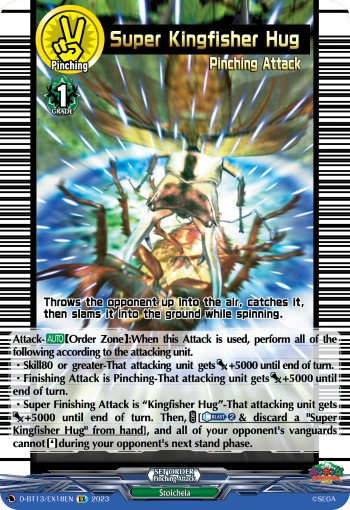 Super Kingfisher Hug
Pinching
Pinching Attack
1
GRADE
Throws the opponent up into the air, catches it,
then slams it into the ground while spinning.
Attack-AUTO【Order Zone】:When this Attack is used, perform all of the
following according to the attacking unit.
・Skill80 or greater-That attacking unit gets +5000 until end of turn.
・Finishing Attack is Pinching-That attacking unit gets +5000 until
end of turn.
・Super Finishing Attack is “Kingfisher Hug”-That attacking unit gets
+5000 until end of turn. Then, [BLAST 2 & discard a "Super
Kingfisher Hug" from hand], and all of your opponent's vanguards
cannot during your opponent's next stand phase.
SET ORDER
Pinching Attack
Stoicheia
D-BT13/EX18EN EX 2023
©SEGA